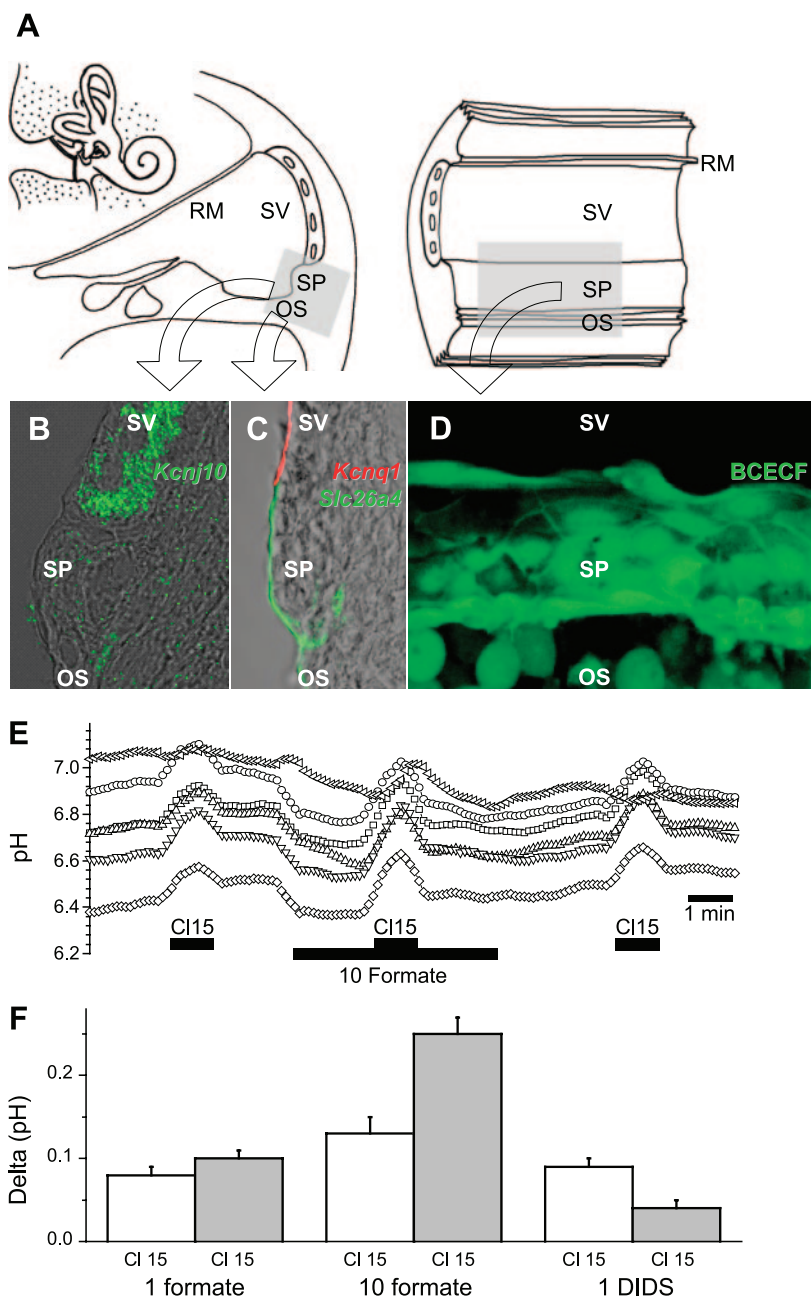 A
RM
SV
SP
OS
RM
SV
SP
OS
B
SV
Kcnj10
SP
OS
C
SV
Kcnq1
Slc26a4
SP
OS
D
SV
BCECF
SP
OS
E
7.0
6.8
6.6
6.4
6.2
pH
Cl15
Cl15
Cl15
1 min
10 Formate
F
0.2
0.1
0.0
Delta (pH)
Cl 15 Cl 15 Cl 15 Cl 15 Cl 15 Cl 15
1 formate 10 formate 1 DIDS